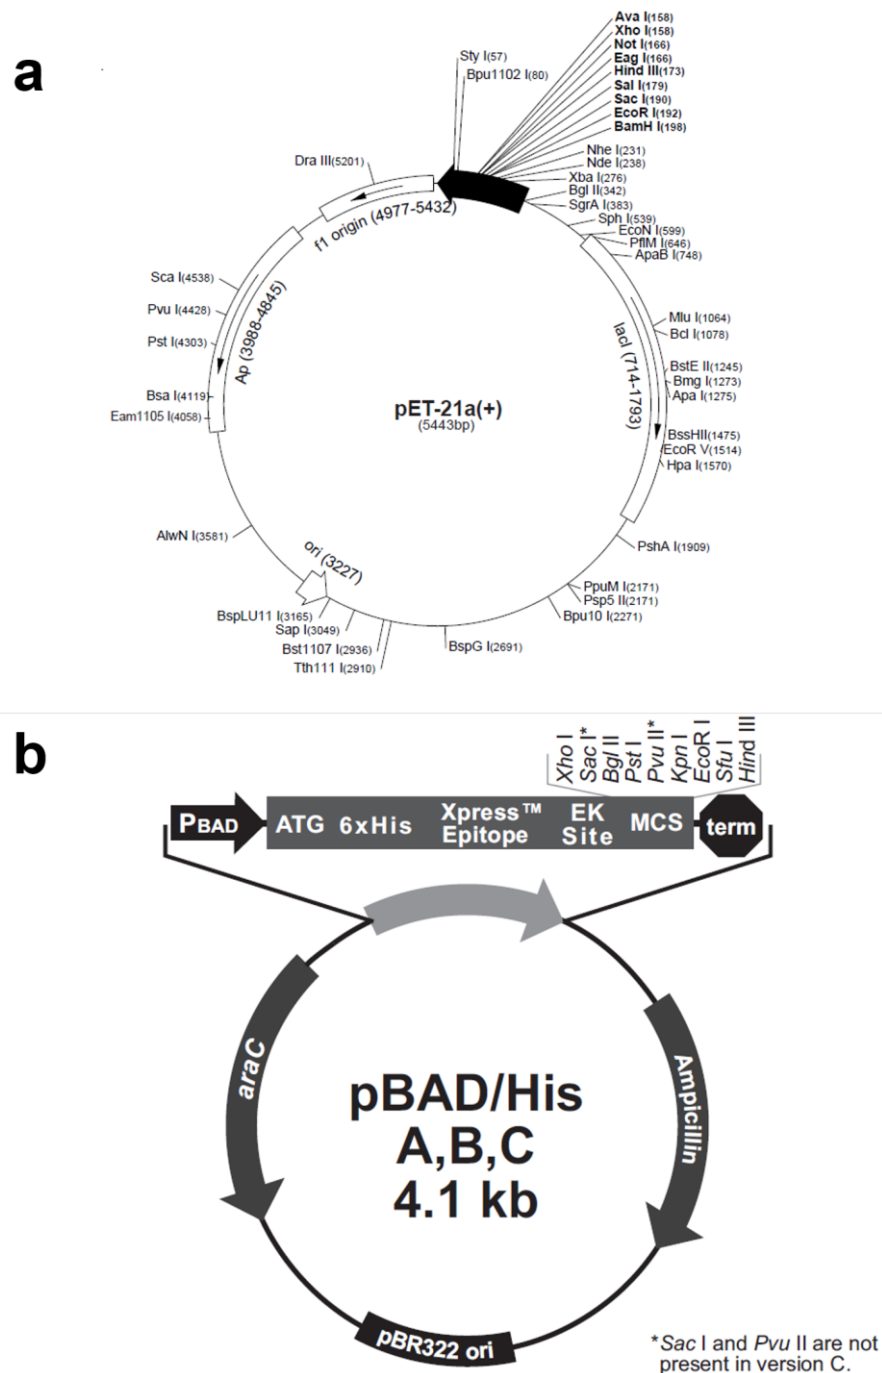 a
Ava I(158)
Xho I(158)
Not I(166)
Eag I(166)
Hind III(173)
Sal I(179)
Sac I(190)
EcoR I(192)
BamH I(198)
Sty I(57)
Bpu1102 I(80)
Nhe I(231)
Nde I(238)
Xba I(276)
Bgl II(342)
SgrA I(383)
Sph I(539)
EcoN I(599)
PflM I(646)
ApaB I(748)
Dra III(5201)
f1 origin (4977-5432)
Sca I(4538)
Pvu I(4428)
Pst I(4303)
Bsa I(4119)
Eam1105 I(4058)
Ap (3988-4845)
lacI (714-1793)
Mlu I(1064)
Bcl I(1078)
BstE II(1245)
Bmg I(1273)
Apa I(1275)
BssHII(1475)
EcoR V(1514)
Hpa I(1570)
pET-21a(+)
(5443bp)
AlwN I(3581)
ori (3227)
PshA I(1909)
PpuM I(2171)
Psp5 II(2171)
Bpu10 I(2271)
BspLU11 I(3165)
Sap I(3049)
Bst1107 I(2936)
Tth111 I(2910)
BspG I(2691)
b
Xho I
Sac I*
Bgl II
Pst I
Pvu II*
Kpn I
EcoR I
Sfu I
Hind III
PBAD
ATG 6xHis Xpress™ Epitope EK Site MCS
term
araC
Ampicillin
pBAD/His
A,B,C
4.1 kb
pBR322 ori
*Sac I and Pvu II are not
present in version C.